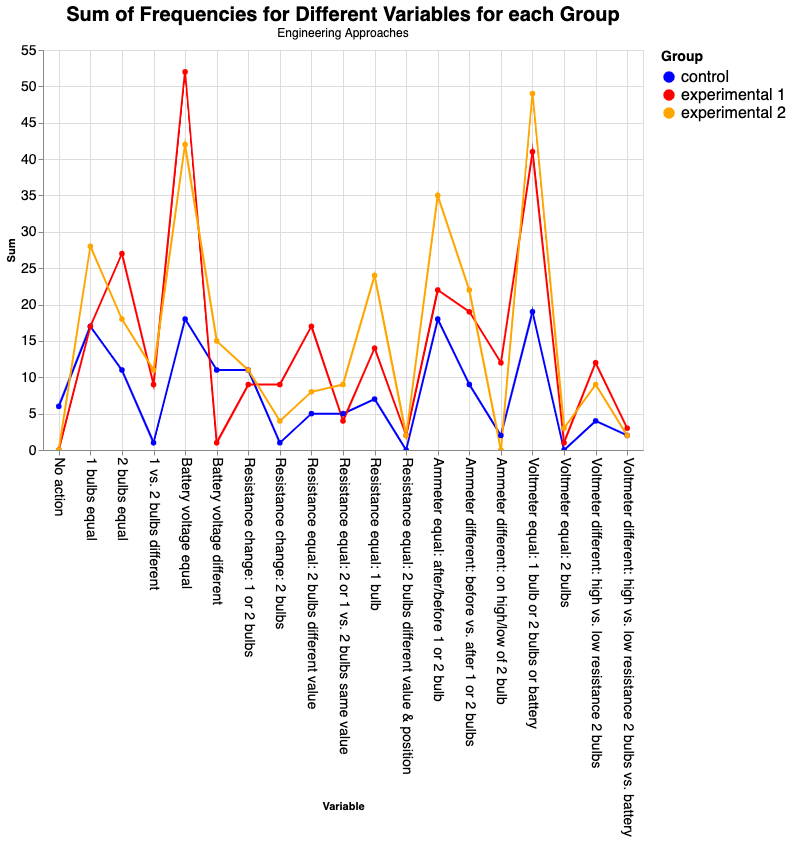 Sum of Frequencies for Different Variables for each Group
Engineering Approaches
Group
control
experimental 1
experimental 2
Sum
55
50
45
40
35
30
25
20
15
10
5
0
No action
1 bulbs equal
2 bulbs equal
1 vs. 2 bulbs different
Battery voltage equal
Battery voltage different
Resistance change: 1 or 2 bulbs
Resistance change: 2 bulbs
Resistance equal: 2 bulbs different value
Resistance equal: 2 or 1 vs. 2 bulbs same value
Resistance equal: 1 bulb
Resistance equal: 2 bulbs different value & position
Ammeter equal: after/before 1 or 2 bulb
Ammeter different: before vs. after 1 or 2 bulbs
Ammeter different: on high/low of 2 bulb
Voltmeter equal: 1 bulb or 2 bulbs or battery
Voltmeter equal: 2 bulbs
Voltmeter different: high vs. low resistance 2 bulbs
Voltmeter different: high vs. low resistance 2 bulbs vs. battery
Variable